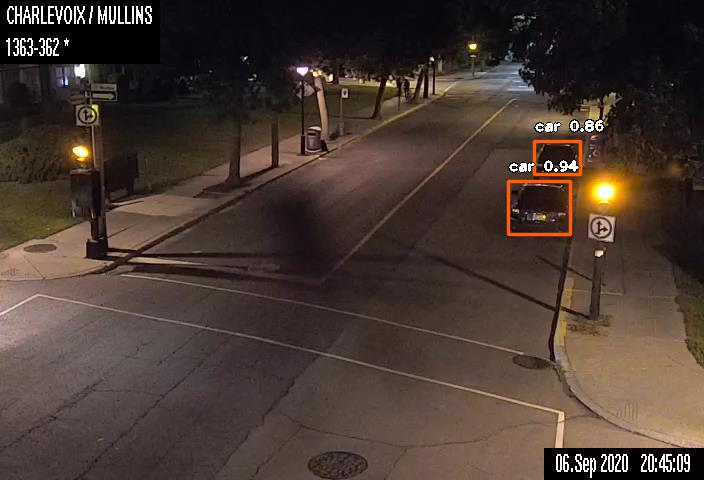 CHARLEVOIX / MULLINS
1363-362 *
car 0.86
car 0.94
06.Sep 2020 20:45:09